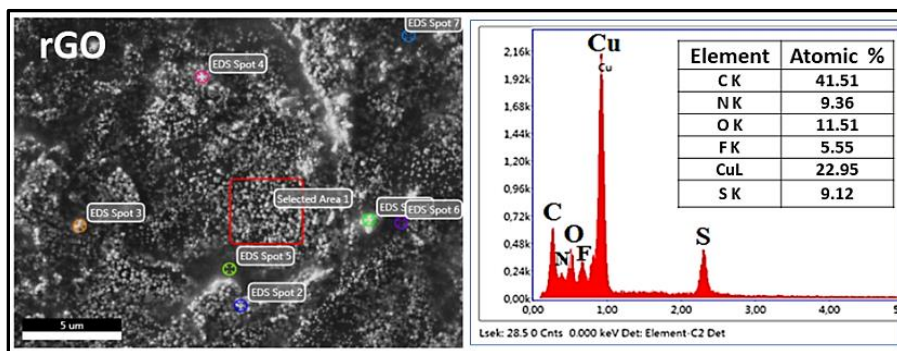 rGO
EDS Spot 7
EDS Spot 4
Selected Area 1
EDS Spot 3
EDS S
EDS Spot 6
EDS Spot 5
EDS Spot 2
5 um
2,16k
1,92k
1,68k
1,44k
1,20k
0,96k
0,72k
0,48k
0,24k
0,00k
Cu
Cu
C
N
O
F
S
0,0
1,00
2,00
3,00
4,00
5
Element Atomic %
C K 41.51
N K 9.36
O K 11.51
F K 5.55
CuL 22.95
S K 9.12
Lsek: 28.5 0 Cnts 0.000 keV Det: Element-C2 Det